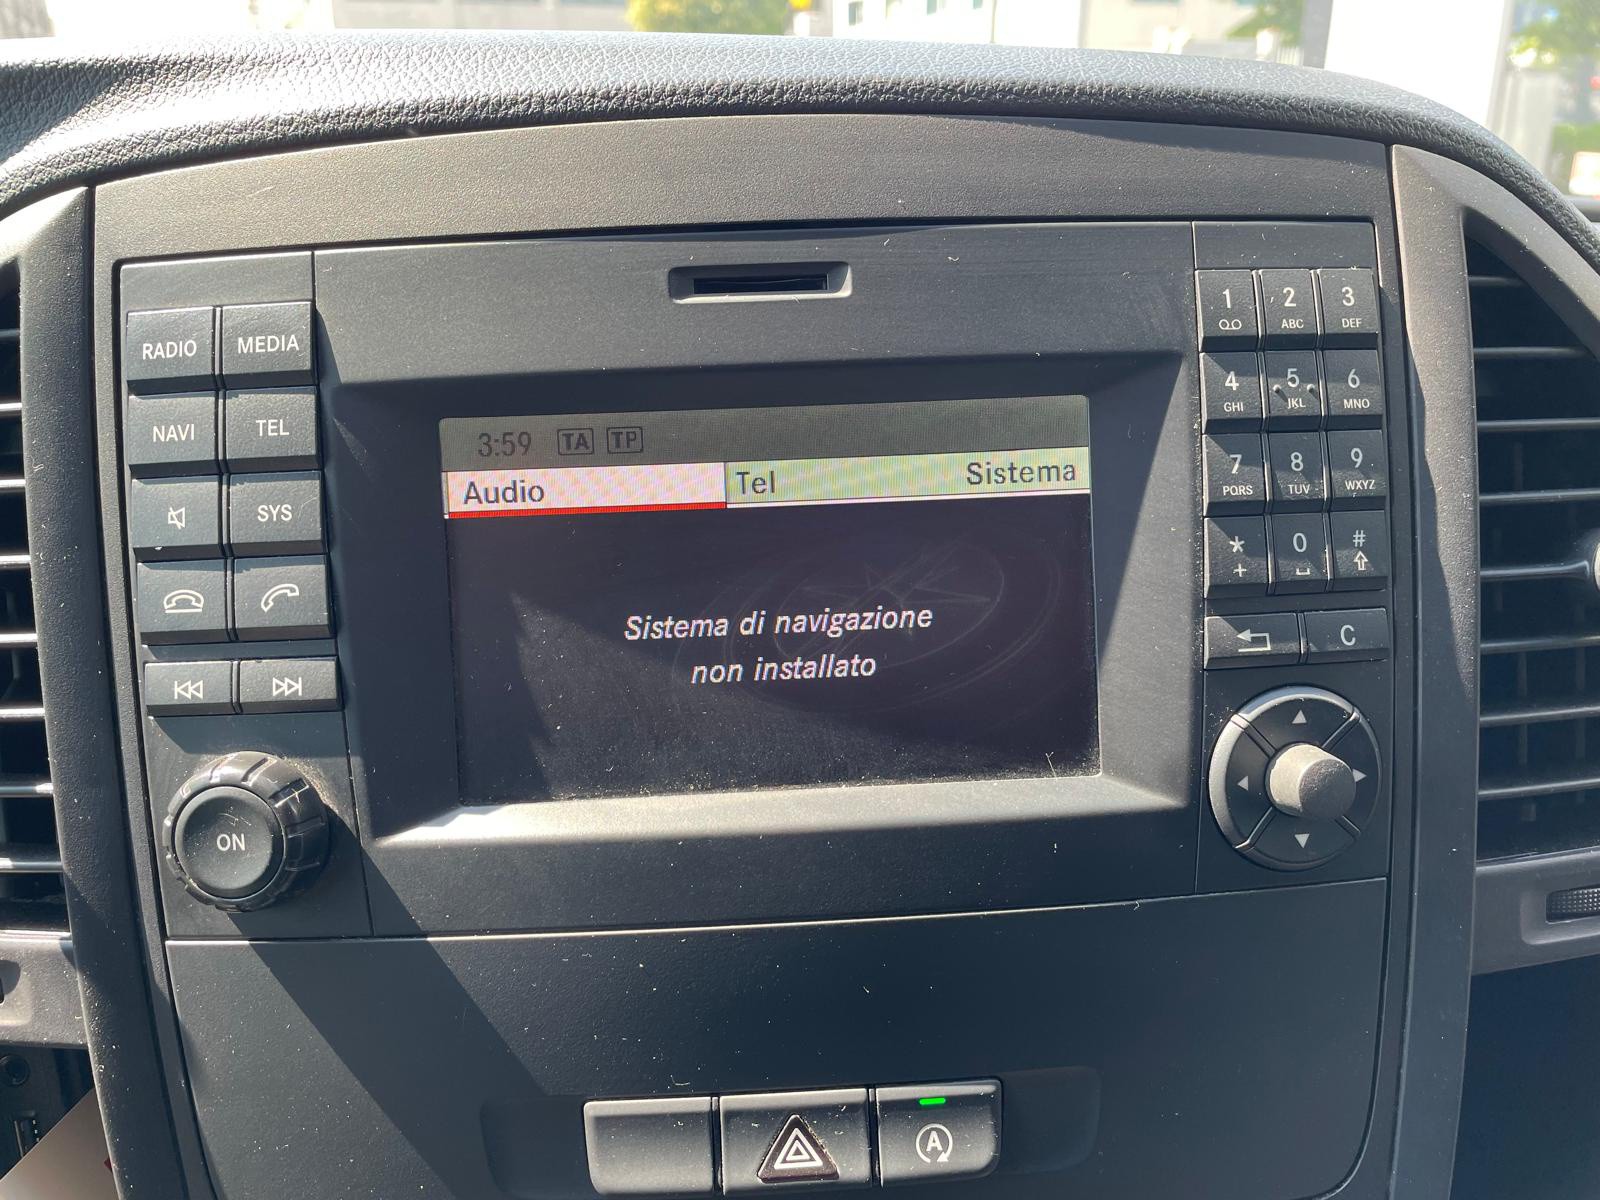 RADIO MEDIA
NAVI TEL
SYS
ON
3:59 TA TP
Audio Tel Sistema
Sistema di navigazione
non installato
1 2 ABC 3 DEF
4 GHI 5 JKL 6 MNO
7 PQRS 8 TUV 9 WXYZ
* + 0 #
C
A